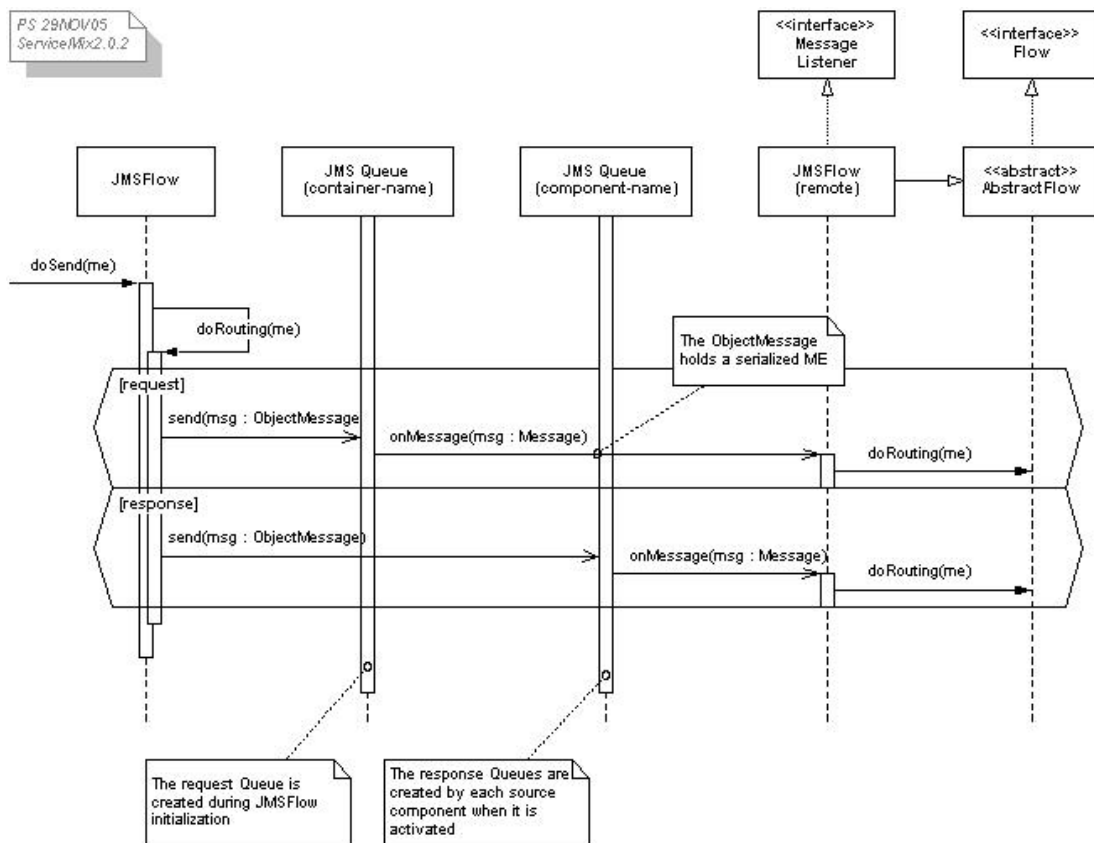 PS 29NOV05
ServiceMix2.0.2
<<interface>>
Message
Listener
<<interface>>
Flow
JMSFlow
JMS Queue
(container-name)
JMS Queue
(component-name)
JMSFlow
(remote)
<<abstract>>
AbstractFlow
doSend(me)
doRouting(me)
The ObjectMessage
holds a serialized ME
[request]
send(msg : ObjectMessage
onMessage(msg : Message)
doRouting(me)
[response]
send(msg : ObjectMessage)
onMessage(msg : Message)
doRouting(me)
The request Queue is
created during JMSFlow
initialization
The response Queues are
created by each source
component when it is
activated